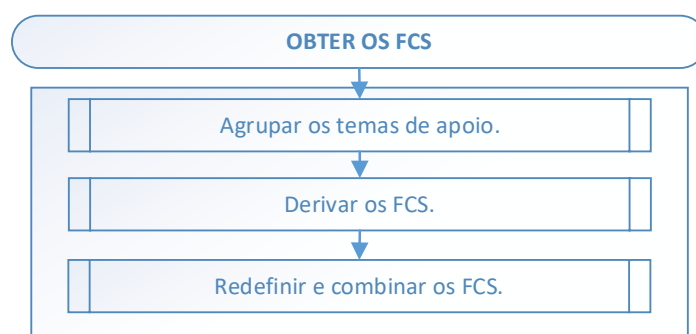 OBTER OS FCS
Agrupar os temas de apoio.
Derivar os FCS.
Redefinir e combinar os FCS.